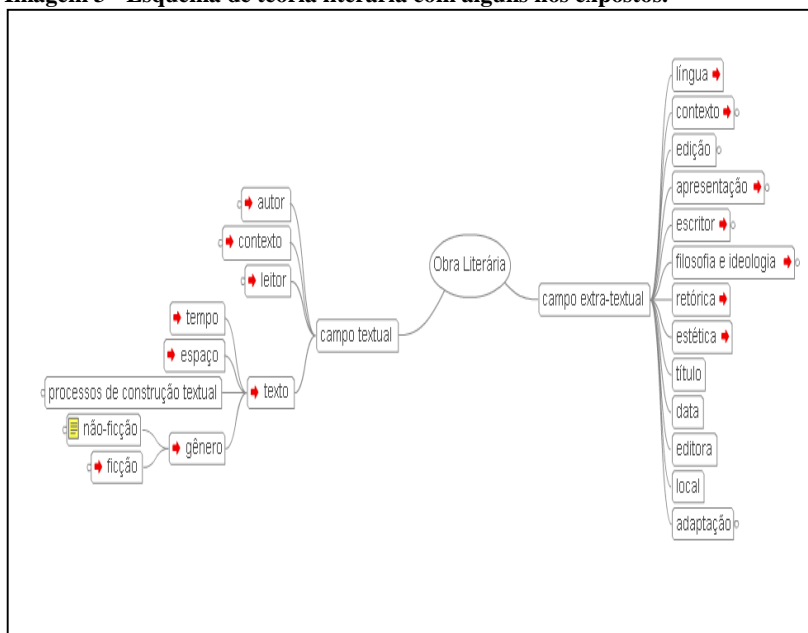 Imagem 3 - Esquema de teoria literária com alguns nós expostos.
Obra Literária
campo textual
autor
contexto
leitor
texto
tempo
espaço
processos de construção textual
gênero
não-ficção
ficção
campo extra-textual
língua
contexto
edição
apresentação
escritor
filosofia e ideologia
retórica
estética
título
data
editora
local
adaptação